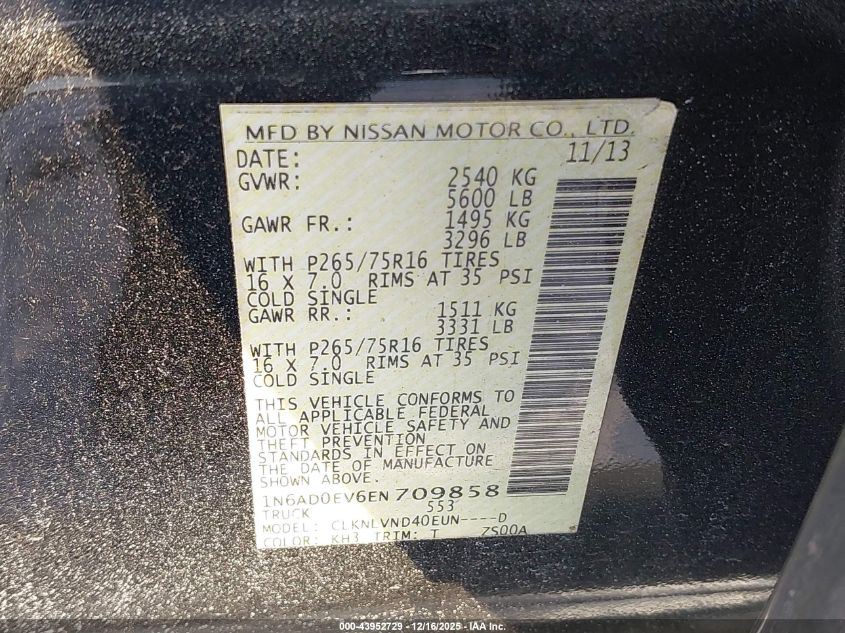 MFD BY NISSAN MOTOR CO., LTD.
DATE: 11/13
GVWR: 2540 KG
5600 LB
GAWR FR.: 1495 KG
3296 LB
WITH P265/75R16 TIRES
16 X 7.0 RIMS AT 35 PSI
COLD SINGLE
GAWR RR.: 1511 KG
3331 LB
WITH P265/75R16 TIRES
16 X 7.0 RIMS AT 35 PSI
COLD SINGLE
THIS VEHICLE CONFORMS TO
ALL APPLICABLE FEDERAL
MOTOR VEHICLE SAFETY AND
THEFT PREVENTION
STANDARDS IN EFFECT ON
THE DATE OF MANUFACTURE
SHOWN ABOVE.
1N6AD0EV6EN709858
TRUCK 553
MODEL: CLKNLVND40EUN----D
COLOR: KH3 TRIM: T 7S00A
000-43952729 - 12/16/2025 - IAA Inc.